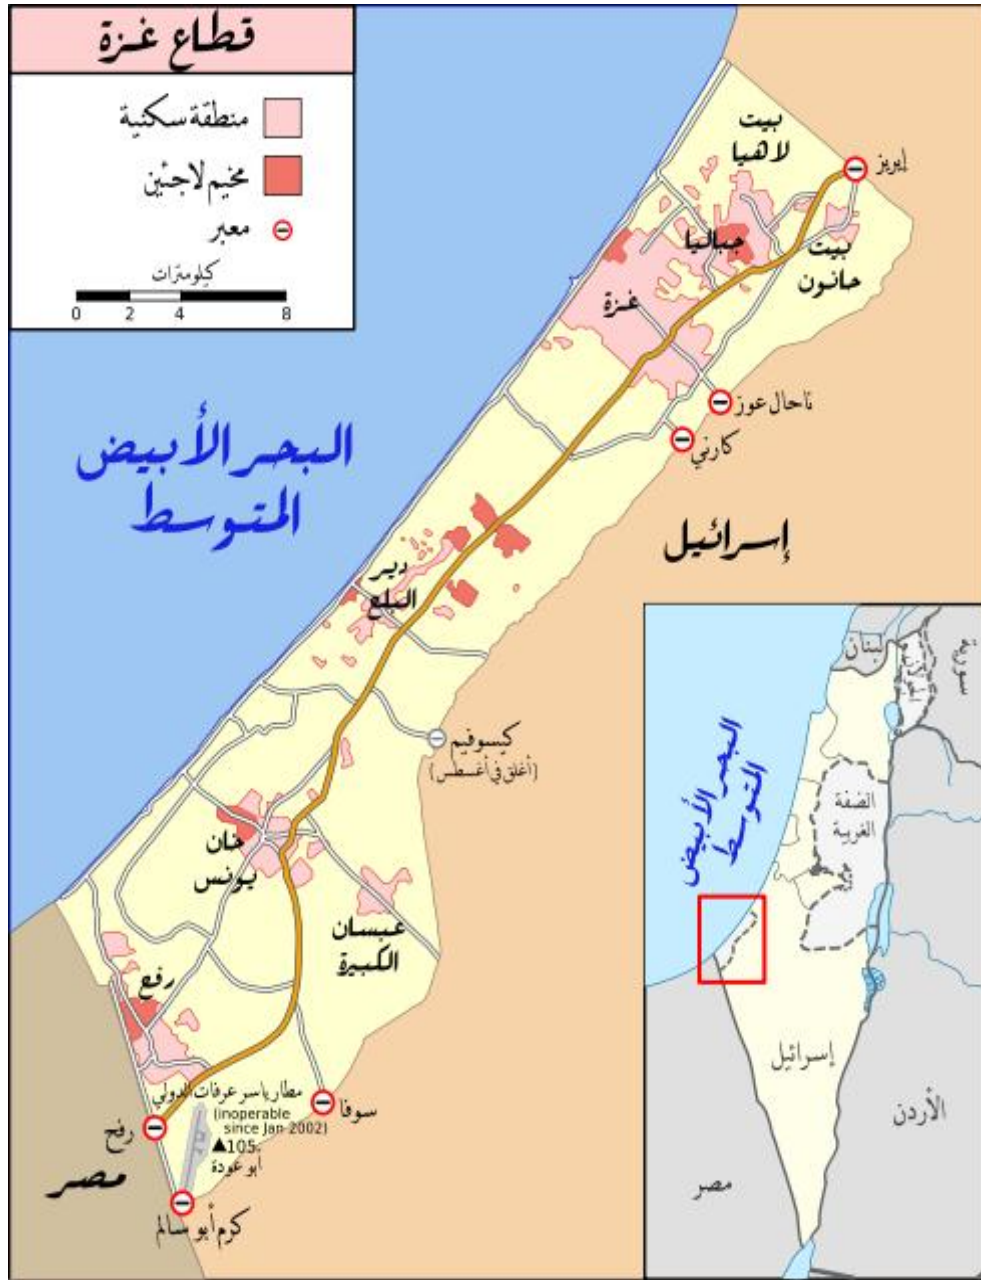 قطاع غزة
منطقة سكنية
مخيم لاجئين
معبر
كيلومترات
0 2 4 8
بيت
لاهيا
إيريز
جباليا
بيت
حانون
غزة
ناحال عوز
كارني
البحر الأبيض
المتوسط
إسرائيل
دير
البلح
كيسوفيم
(أغلق في أغسطس)
خان
يونس
عبسان
الكبيرة
رفح
مطار ياسر عرفات الدولي
(inoperable
since Jan 2002)
105
أبو عودة
سوفا
رفح
مصر
كرم أبو سالم
لبنان
سورية
الجولان
البحر الأبيض
المتوسط
الضفة
الغربية
إسرائيل
الأردن
مصر